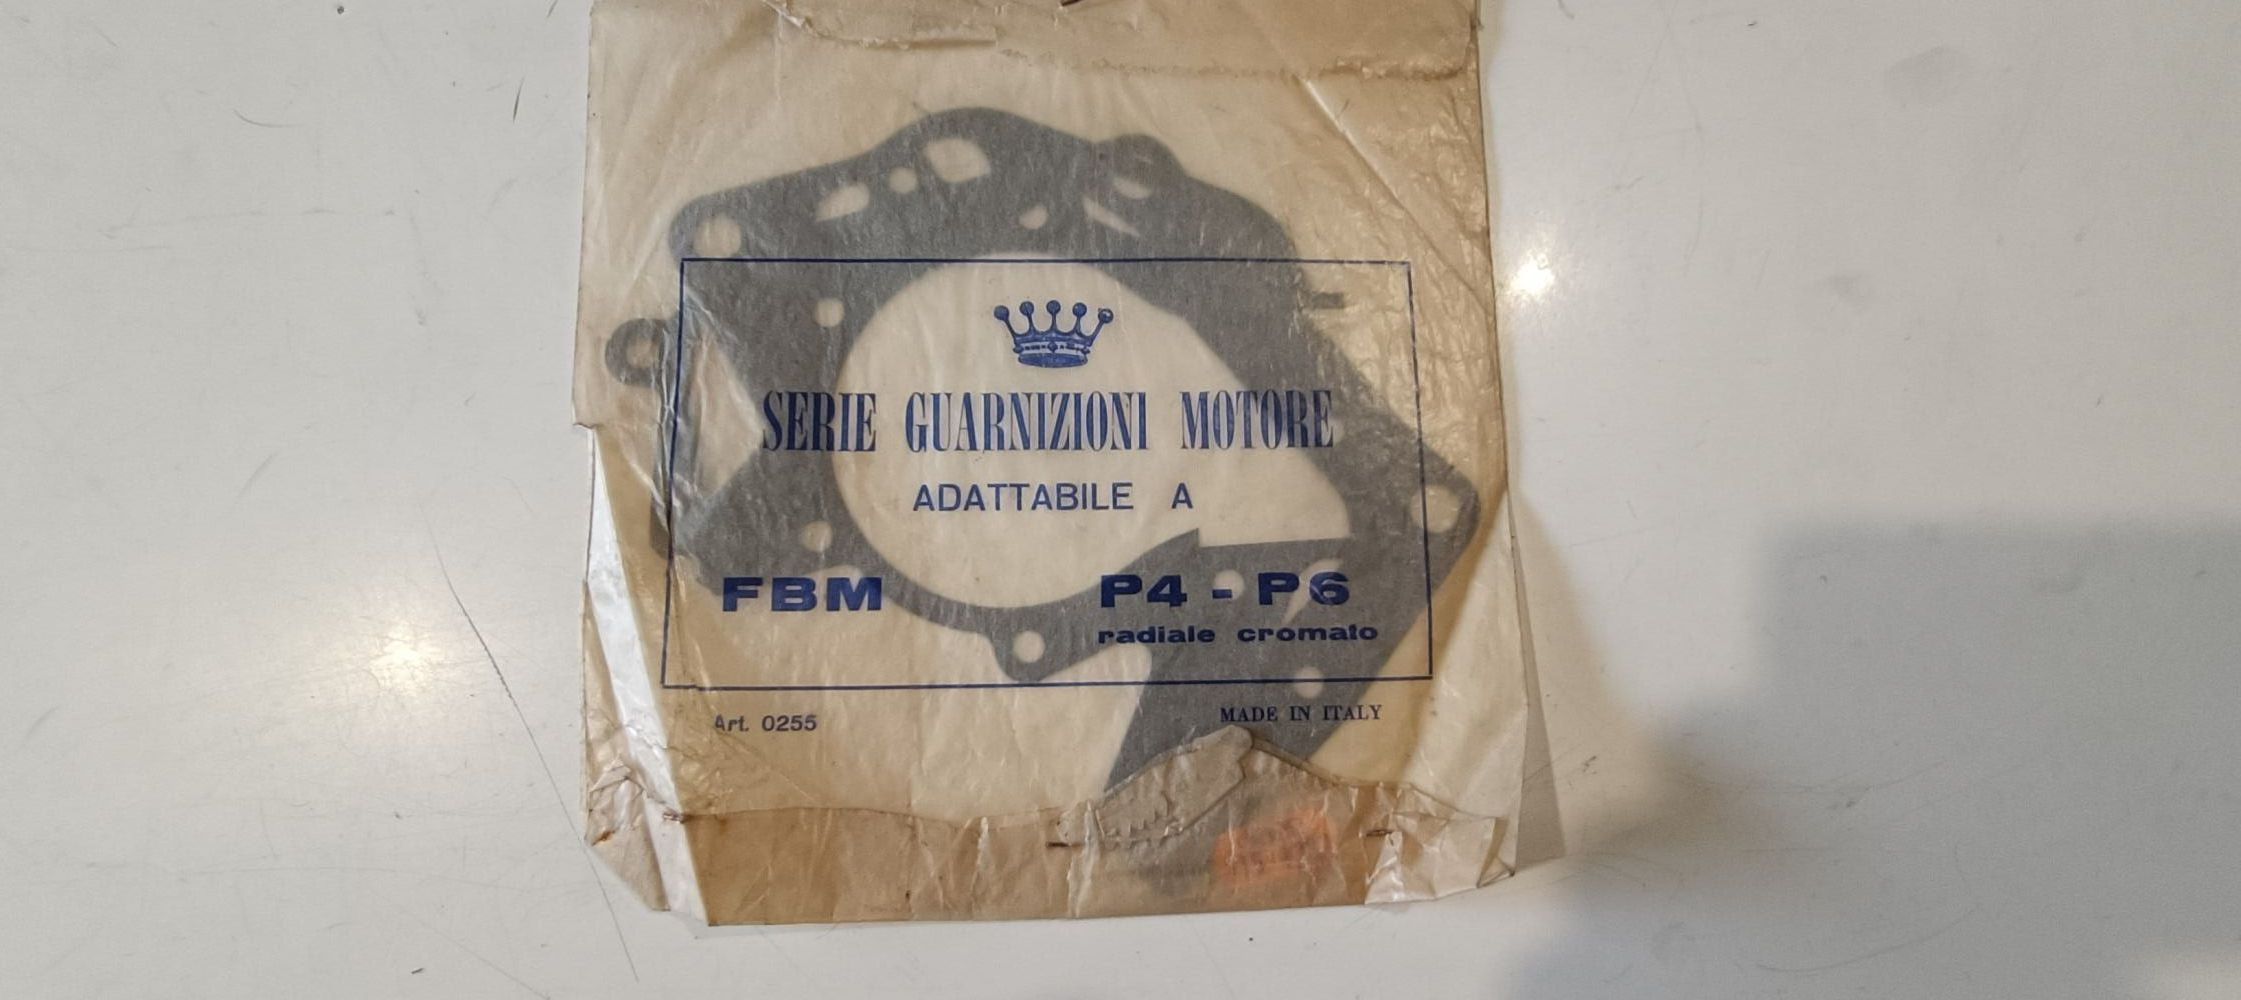 SERIE GUARNIZIONI MOTORE
ADATTABILE A
FBM P4 - P6
radiale cromato
Art. 0255 MADE IN ITALY